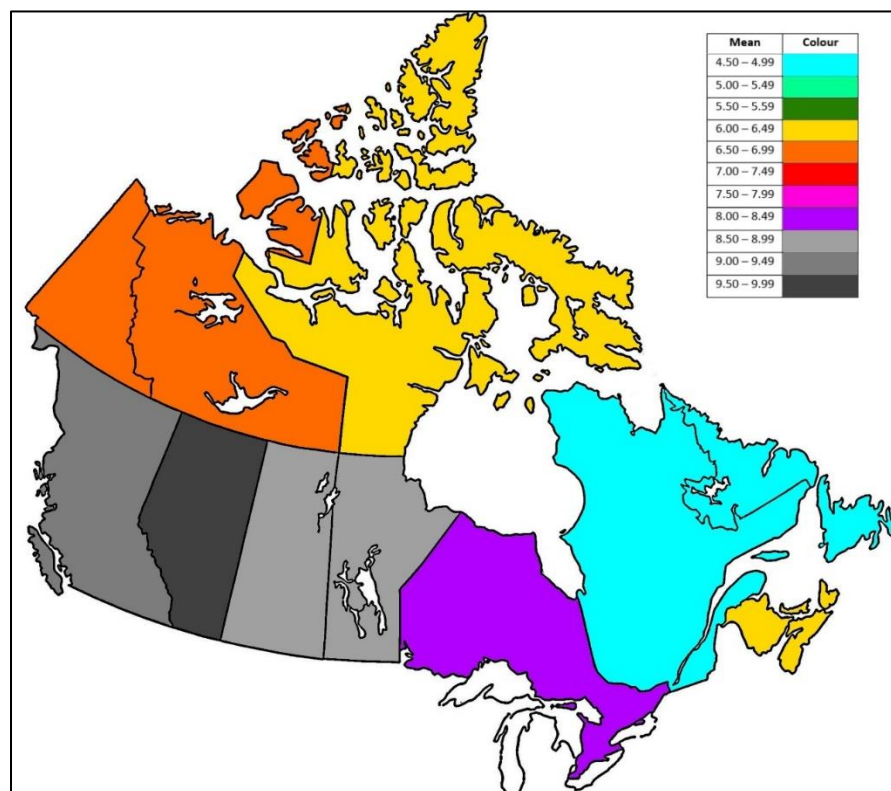 Mean Colour
4.50 – 4.99
5.00 – 5.49
5.50 – 5.59
6.00 – 6.49
6.50 – 6.99
7.00 – 7.49
7.50 – 7.99
8.00 – 8.49
8.50 – 8.99
9.00 – 9.49
9.50 – 9.99